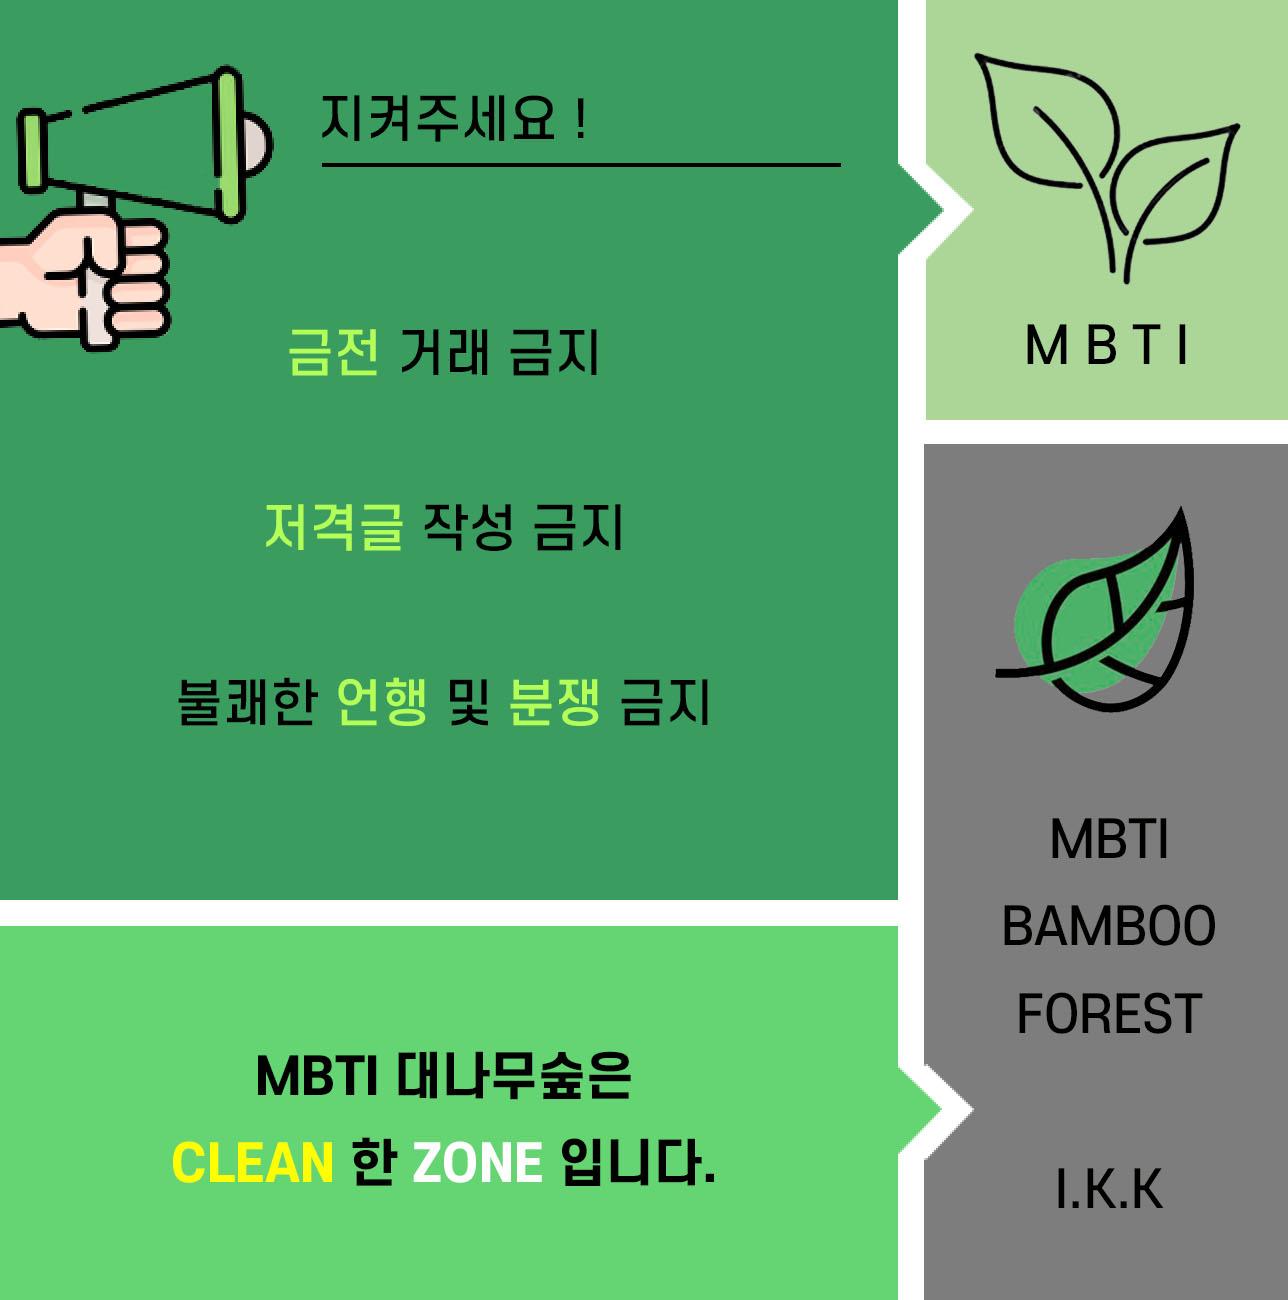 지켜주세요 !
금전 거래 금지
저격글 작성 금지
불쾌한 언행 및 분쟁 금지
MBTI 대나무숲은
CLEAN 한 ZONE 입니다.
M B T I
MBTI
BAMBOO
FOREST
I.K.K